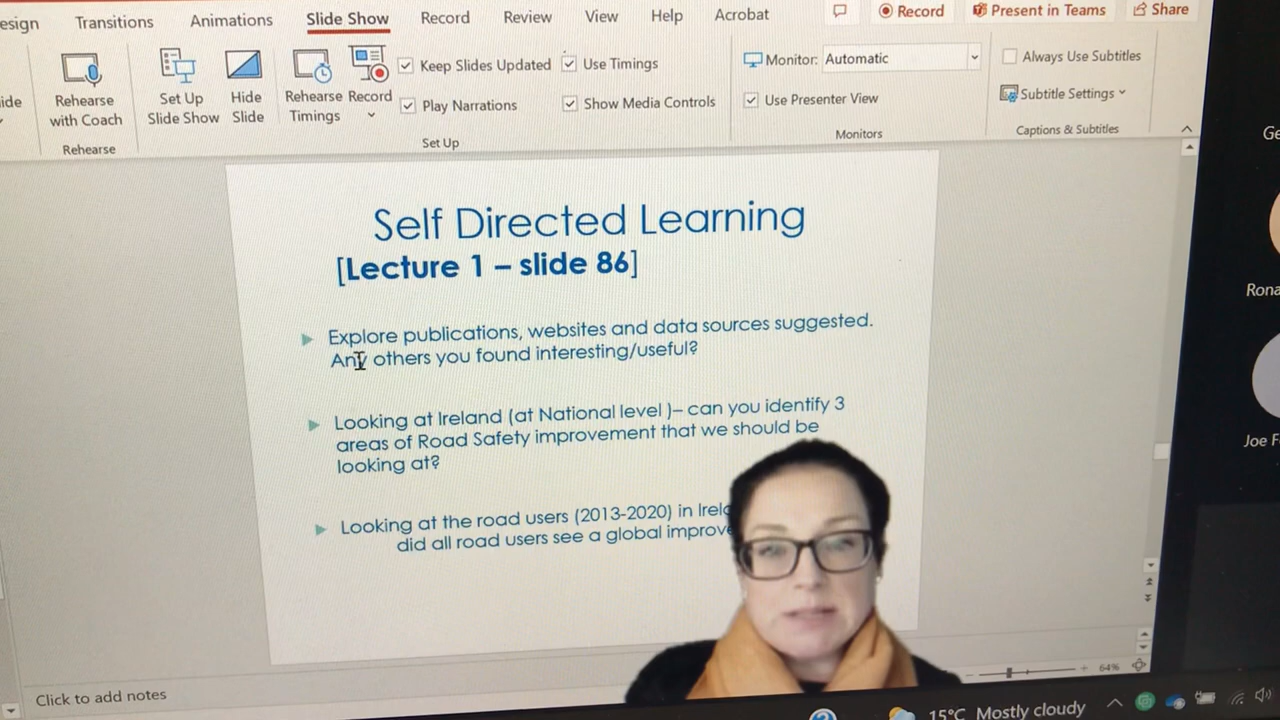 Transitions
Animations
Slide Show
Record
Review
View
Help
Acrobat
Record
Present in Teams
Share
Rehearse
with Coach
Rehearse
Set Up
Slide Show
Hide
Slide
Rehearse
Timings
Record
Keep Slides Updated
Use Timings
Play Narrations
Show Media Controls
Set Up
Monitor: Automatic
Use Presenter View
Monitors
Always Use Subtitles
Subtitle Settings
Captions & Subtitles
Self Directed Learning
[Lecture 1 – slide 86]
Explore publications, websites and data sources suggested.
Any others you found interesting/useful?
Looking at Ireland (at National level )– can you identify 3
areas of Road Safety improvement that we should be
looking at?
Looking at the road users (2013-2020) in
did all road users see a global
Joe
Click to add notes
64%
15°C Mostly cloudy